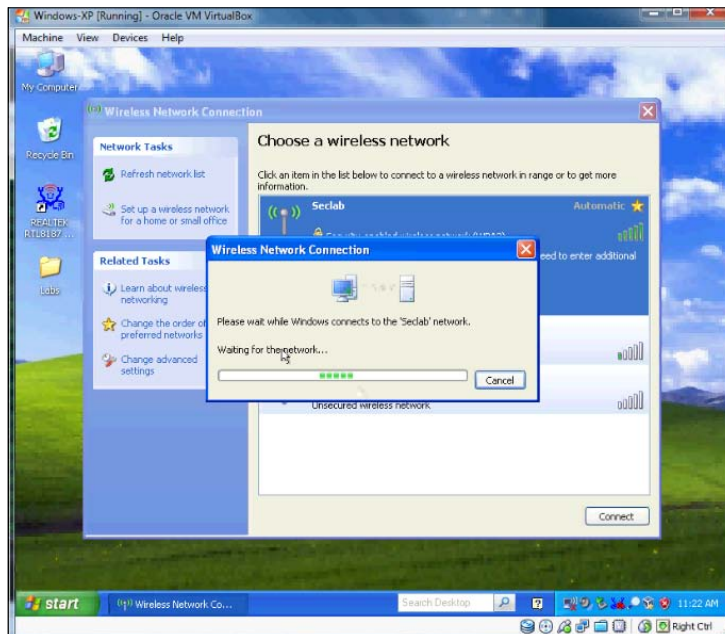 Windows-XP [Running] - Oracle VM VirtualBox
Machine View Devices Help
My Computer
Recycle Bin
REALTEK
RTL8187 ...
Labs
Wireless Network Connection
Network Tasks
Refresh network list
Set up a wireless network
for a home or small office
Related Tasks
Learn about wireless
networking
Change the order of
preferred networks
Change advanced
settings
Choose a wireless network
Click an item in the list below to connect to a wireless network in range or to get more
information.
Seclab
Automatic
eed to enter additional
Unsecured wireless network
Connect
Wireless Network Connection
Please wait while Windows connects to the 'Seclab' network.
Waiting for the network...
Cancel
start
Wireless Network Co...
Search Desktop
11:22 AM
Right Ctrl